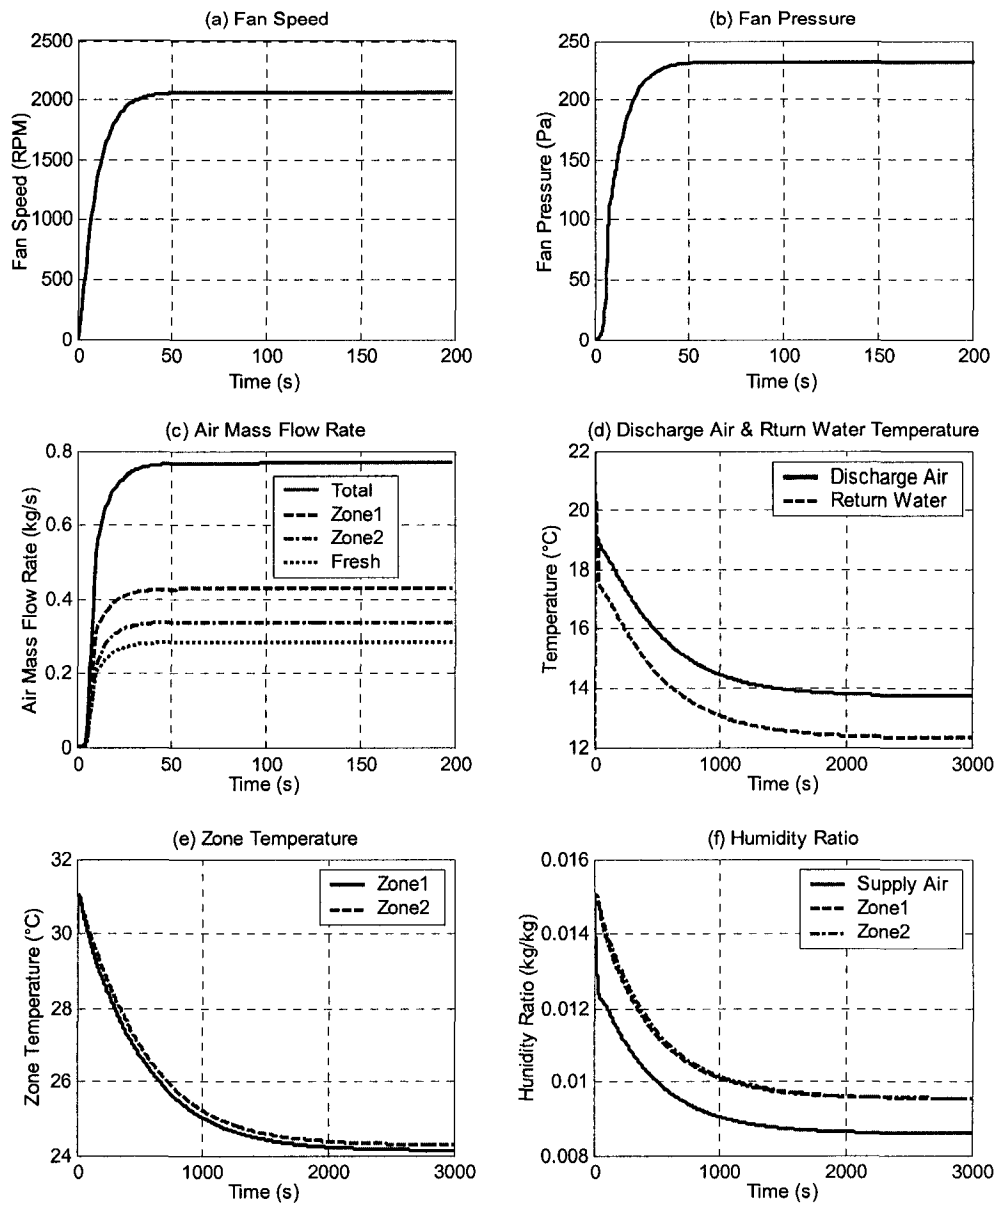 (a) Fan Speed
Fan Speed (RPM)
2500
2000
1500
1000
500
0
0 50 100 150 200
Time (s)
(b) Fan Pressure
Fan Pressure (Pa)
250
200
150
100
50
0
0 50 100 150 200
Time (s)
(c) Air Mass Flow Rate
Air Mass Flow Rate (kg/s)
0.8
0.6
0.4
0.2
0
Total
Zone1
Zone2
Fresh
0 50 100 150 200
Time (s)
(d) Discharge Air & Rturn Water Temperature
Temperature (°C)
22
20
18
16
14
12
Discharge Air
Return Water
0 1000 2000 3000
Time (s)
(e) Zone Temperature
Zone Temperature (°C)
32
30
28
26
24
Zone1
Zone2
0 1000 2000 3000
Time (s)
(f) Humidity Ratio
Hunidity Ratio (kg/kg)
0.016
0.014
0.012
0.01
0.008
Supply Air
Zone1
Zone2
0 1000 2000 3000
Time (s)